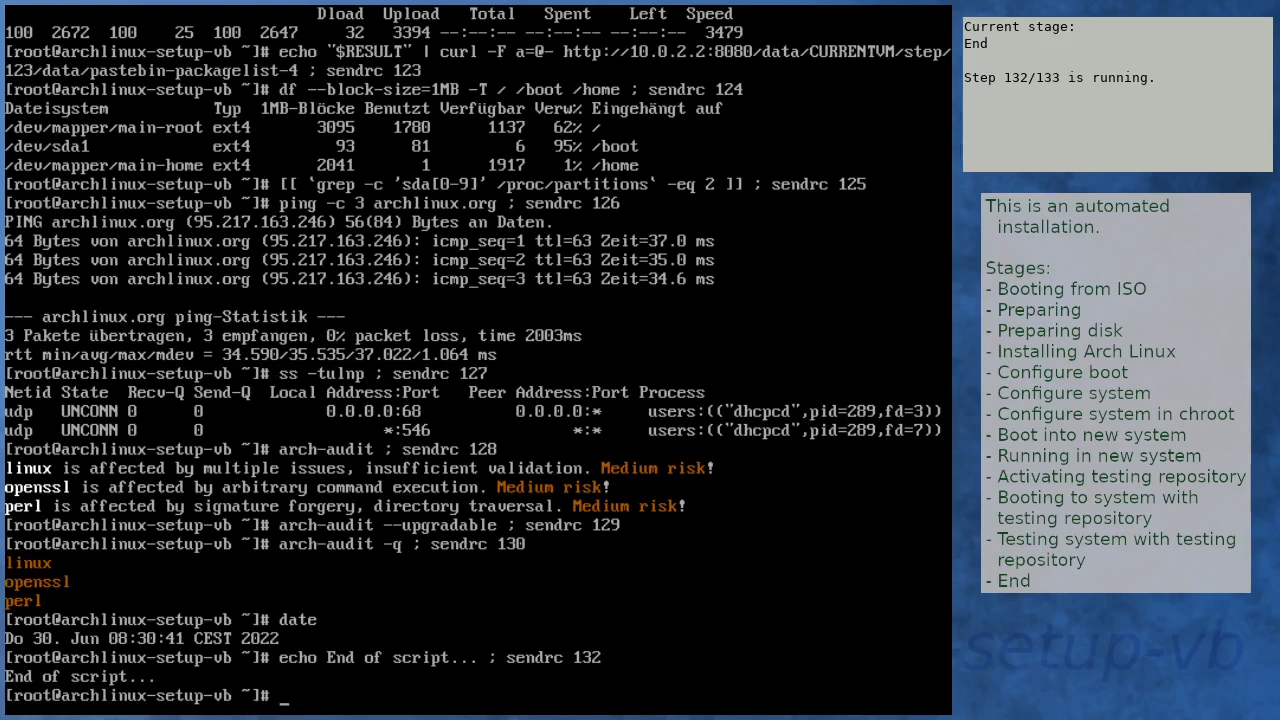 Dload  Upload   Total   Spent    Left  Speed
100  2672  100    25  100  2647     32   3394 --:--:-- --:--:-- --:--:--  3479
[root@archlinux-setup-vb ~]# echo "$RESULT" | curl -F a=@- http://10.0.2.2:8080/data/CURRENTVM/step/
123/data/pastebin-packagelist-4 ; sendrc 123
[root@archlinux-setup-vb ~]# df --block-size=1MB -T / /boot /home ; sendrc 124
Dateisystem           Typ  1MB-Blöcke Benutzt Verfügbar Verw% Eingehängt auf
/dev/mapper/main-root ext4       3095    1780      1137   62% /
/dev/sda1             ext4         93      81         6   95% /boot
/dev/mapper/main-home ext4       2041       1      1917    1% /home
[root@archlinux-setup-vb ~]# [[ `grep -c 'sda[0-9]' /proc/partitions` -eq 2 ]] ; sendrc 125
[root@archlinux-setup-vb ~]# ping -c 3 archlinux.org ; sendrc 126
PING archlinux.org (95.217.163.246) 56(84) Bytes an Daten.
64 Bytes von archlinux.org (95.217.163.246): icmp_seq=1 ttl=63 Zeit=37.0 ms
64 Bytes von archlinux.org (95.217.163.246): icmp_seq=2 ttl=63 Zeit=35.0 ms
64 Bytes von archlinux.org (95.217.163.246): icmp_seq=3 ttl=63 Zeit=34.6 ms
--- archlinux.org ping-Statistik ---
3 Pakete übertragen, 3 empfangen, 0% packet loss, time 2003ms
rtt min/avg/max/mdev = 34.590/35.535/37.022/1.064 ms
[root@archlinux-setup-vb ~]# ss -tulnp ; sendrc 127
Netid State  Recv-Q Send-Q  Local Address:Port   Peer Address:Port Process
udp   UNCONN 0      0             0.0.0.0:68          0.0.0.0:*     users:(("dhcpcd",pid=289,fd=3))
udp   UNCONN 0      0                   *:546               *:*     users:(("dhcpcd",pid=289,fd=7))
[root@archlinux-setup-vb ~]# arch-audit ; sendrc 128
linux is affected by multiple issues, insufficient validation. Medium risk!
openssl is affected by arbitrary command execution. Medium risk!
perl is affected by signature forgery, directory traversal. Medium risk!
[root@archlinux-setup-vb ~]# arch-audit --upgradable ; sendrc 129
[root@archlinux-setup-vb ~]# arch-audit -q ; sendrc 130
linux
openssl
perl
[root@archlinux-setup-vb ~]# date
Do 30. Jun 08:30:41 CEST 2022
[root@archlinux-setup-vb ~]# echo End of script... ; sendrc 132
End of script...
[root@archlinux-setup-vb ~]# _
Current stage:
End
Step 132/133 is running.
This is an automated
installation.
Stages:
- Booting from ISO
- Preparing
- Preparing disk
- Installing Arch Linux
- Configure boot
- Configure system
- Configure system in chroot
- Boot into new system
- Running in new system
- Activating testing repository
- Booting to system with
testing repository
- Testing system with testing
repository
- End
-setup-vb